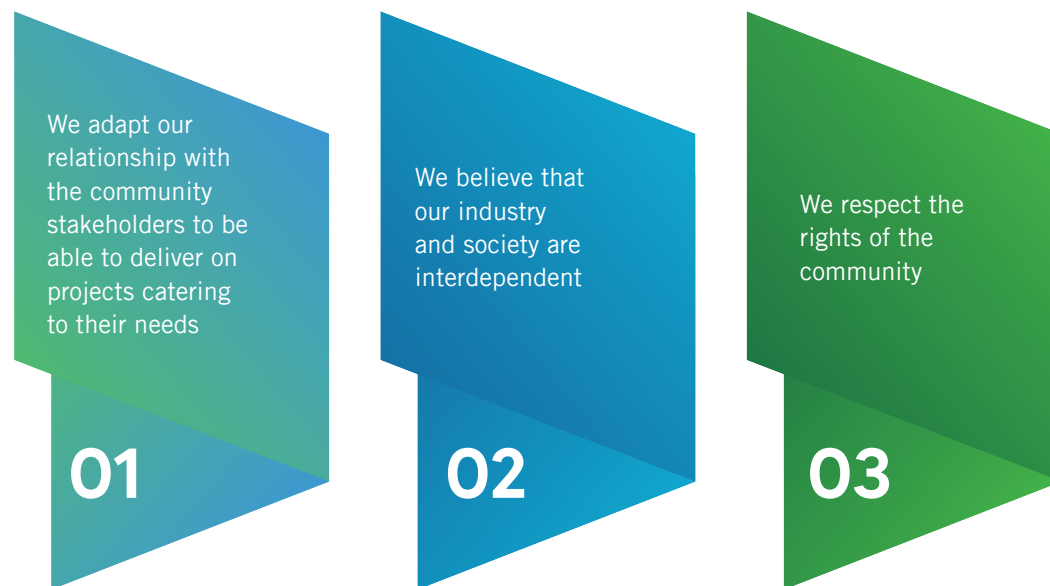 We adapt our
relationship with
the community
stakeholders to be
able to deliver on
projects catering
to their needs
01
We believe that
our industry
and society are
interdependent
02
We respect the
rights of the
community
03